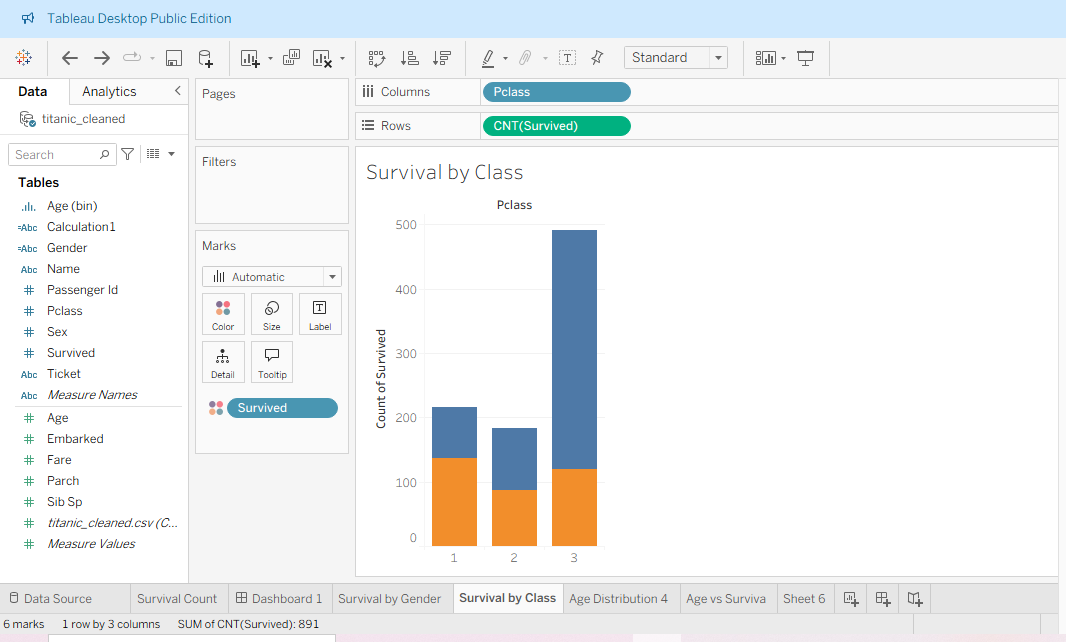 Tableau Desktop Public Edition
Standard
Data
Analytics
titanic_cleaned
Search
Tables
Age (bin)
=Abc Calculation1
=Abc Gender
Abc Name
Passenger Id
Pclass
Sex
Survived
Abc Ticket
Abc Measure Names
Age
Embarked
Fare
Parch
Sib Sp
titanic_cleaned.csv (C...
Measure Values
Pages
Filters
Marks
Automatic
Color Size Label
Detail Tooltip
Survived
Columns Pclass
Rows CNT(Survived)
Survival by Class
Pclass
Count of Survived
500
400
300
200
100
0
1 2 3
Data Source Survival Count Dashboard 1 Survival by Gender Survival by Class Age Distribution 4 Age vs Surviva Sheet 6
6 marks 1 row by 3 columns SUM of CNT(Survived): 891